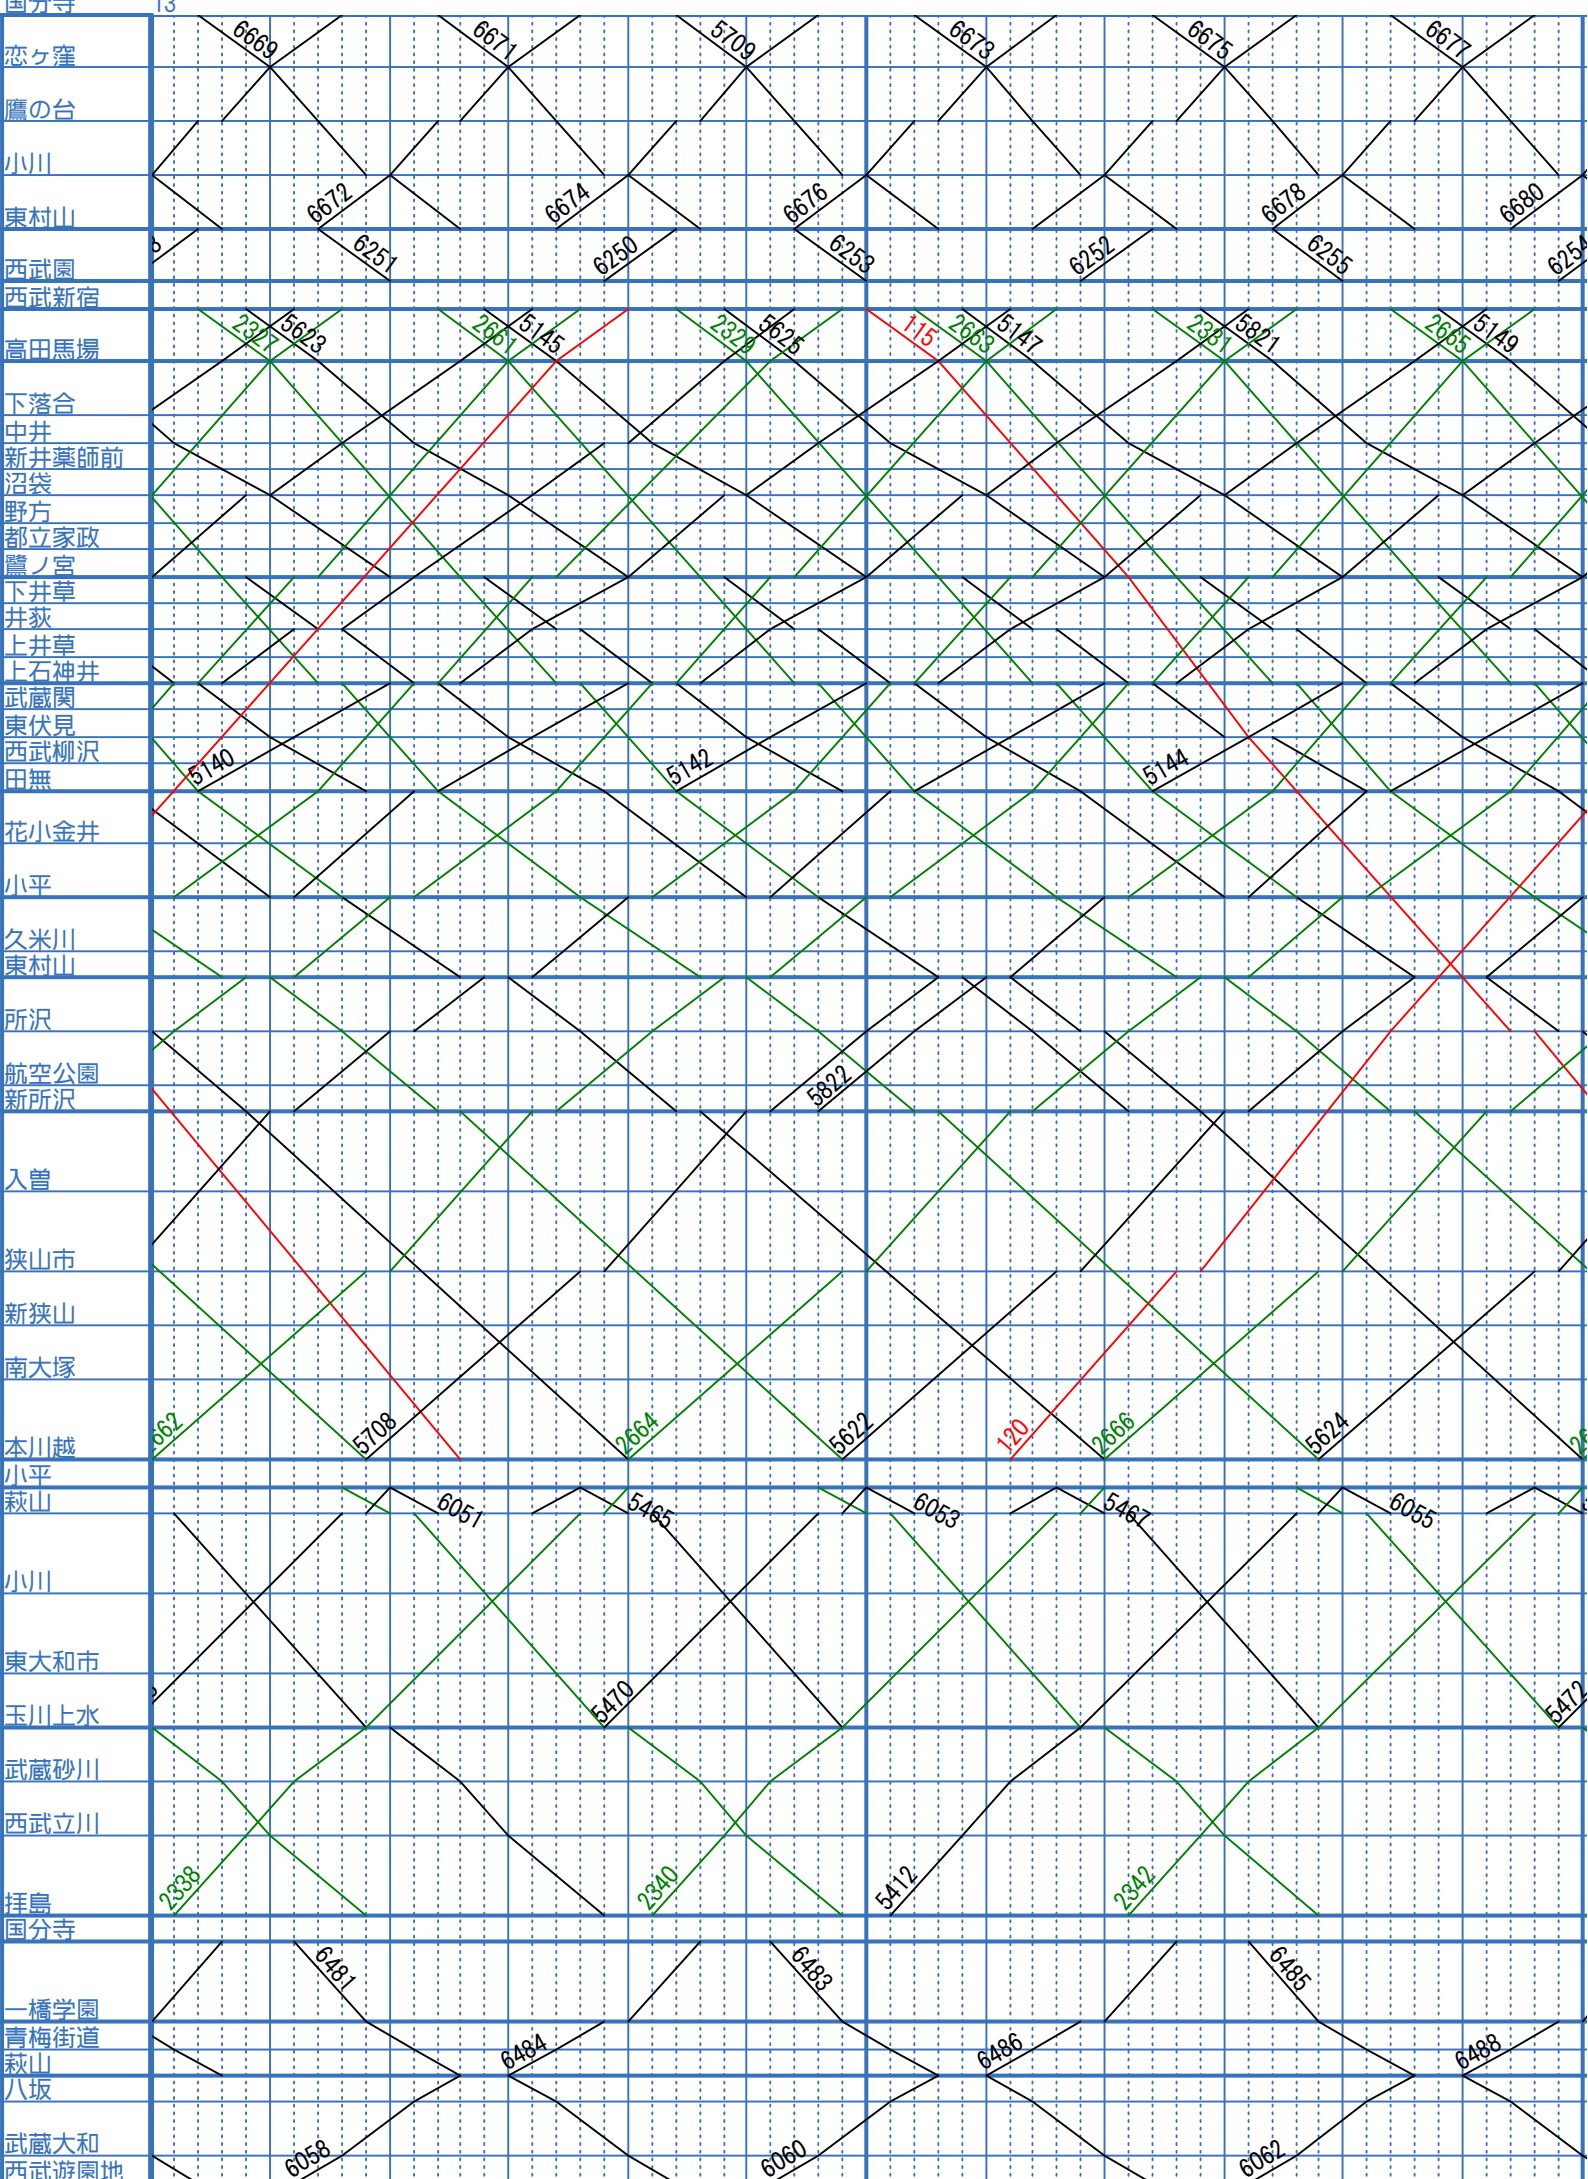 国分寺 13
恋ヶ窪 6669 6671 5709 6673 6675 6677
鷹の台
小川
東村山 6672 6674 6676 6678 6680
西武園 6251 6250 6253 6252 6255 6254
西武新宿
高田馬場 2327 5623 2661 5145 2329 5625 115 2663 5147 2331 5821 2665 5149
下落合
中井
新井薬師前
沼袋
野方
都立家政
鷺ノ宮
下井草
井荻
上井草
上石神井
武蔵関
東伏見
西武柳沢
田無 5140 5142 5144
花小金井
小平
久米川
東村山
所沢
航空公園
新所沢 5822
入曽
狭山市
新狭山
南大塚
本川越 662 5708 2664 5622 120 2666 5624 26
小平
萩山 6051 5465 6053 5467 6055
小川
東大和市
玉川上水 5470 5472
武蔵砂川
西武立川
拝島 2338 2340 5412 2342
国分寺
一橋学園 6481 6483 6485
青梅街道
萩山 6484 6486 6488
八坂
武蔵大和
西武遊園地 6058 6060 6062